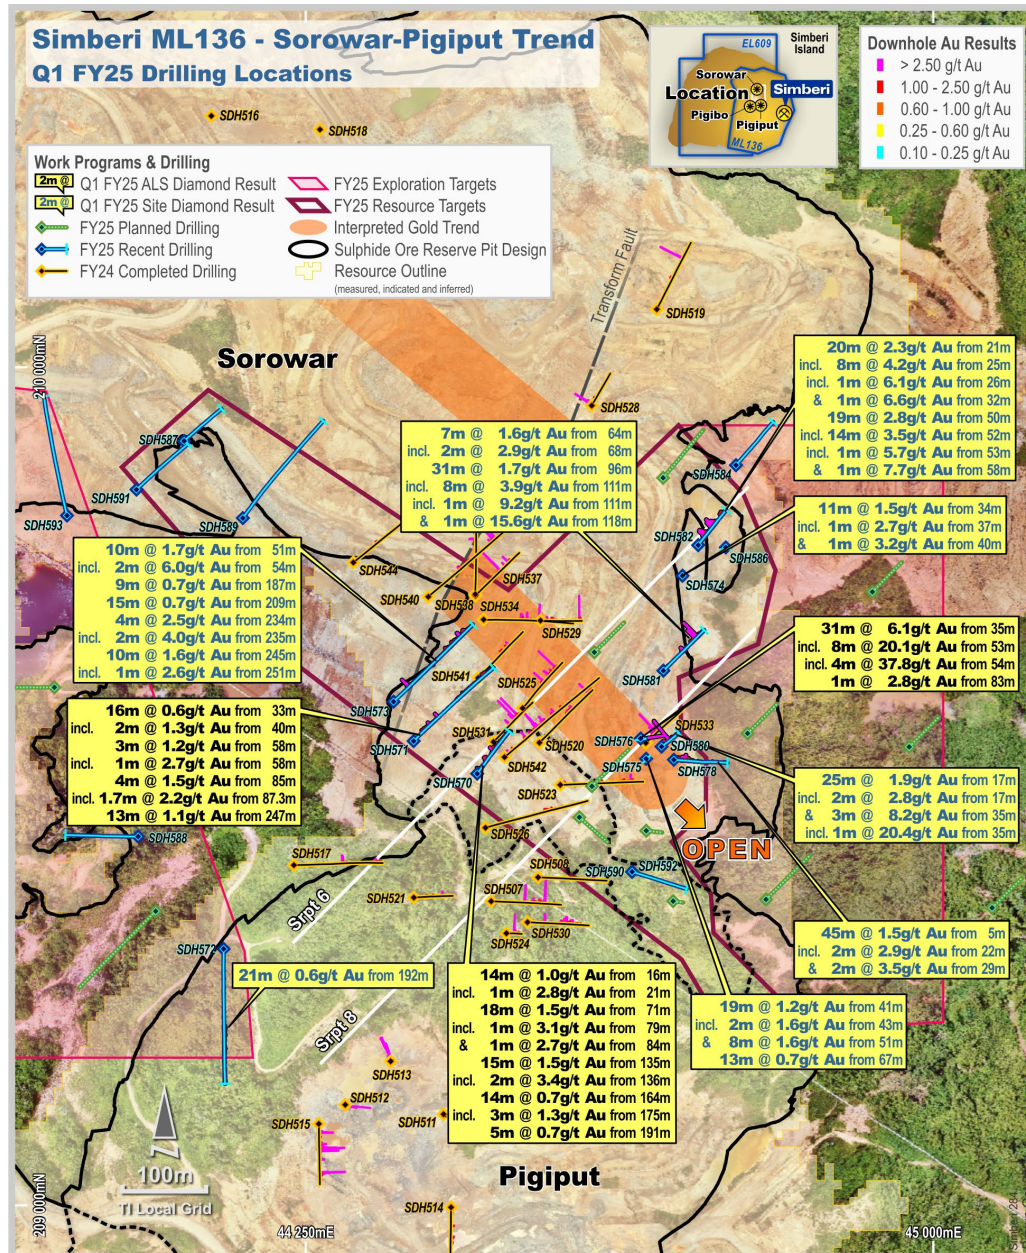 Simberi ML136 - Sorowar-Pigiput Trend
Q1 FY25 Drilling Locations
EL609
Simberi
Island
Sorowar
Location
Simberi
Pigibo
Pigiput
ML136
Downhole Au Results
> 2.50 g/t Au
1.00 - 2.50 g/t Au
0.60 - 1.00 g/t Au
0.25 - 0.60 g/t Au
0.10 - 0.25 g/t Au
SDH516
SDH518
Work Programs & Drilling
2m @ Q1 FY25 ALS Diamond Result
2m @ Q1 FY25 Site Diamond Result
FY25 Planned Drilling
FY25 Recent Drilling
FY24 Completed Drilling
FY25 Exploration Targets
FY25 Resource Targets
Interpreted Gold Trend
Sulphide Ore Reserve Pit Design
Resource Outline
(measured, indicated and inferred)
Transform Fault
SDH519
210 000mN
Sorowar
SDH528
20m @ 2.3g/t Au from 21m
incl. 8m @ 4.2g/t Au from 25m
incl. 1m @ 6.1g/t Au from 26m
& 1m @ 6.6g/t Au from 32m
19m @ 2.8g/t Au from 50m
incl. 14m @ 3.5g/t Au from 52m
incl. 1m @ 5.7g/t Au from 53m
& 1m @ 7.7g/t Au from 58m
7m @ 1.6g/t Au from 64m
incl. 2m @ 2.9g/t Au from 68m
31m @ 1.7g/t Au from 96m
incl. 8m @ 3.9g/t Au from 111m
incl. 1m @ 9.2g/t Au from 111m
& 1m @ 15.6g/t Au from 118m
SDH587
SDH591
SDH593
SDH589
SDH584
11m @ 1.5g/t Au from 34m
incl. 1m @ 2.7g/t Au from 37m
& 1m @ 3.2g/t Au from 40m
SDH582
SDH586
SDH574
10m @ 1.7g/t Au from 51m
incl. 2m @ 6.0g/t Au from 54m
9m @ 0.7g/t Au from 187m
15m @ 0.7g/t Au from 209m
4m @ 2.5g/t Au from 234m
incl. 2m @ 4.0g/t Au from 235m
10m @ 1.6g/t Au from 245m
incl. 1m @ 2.6g/t Au from 251m
SDH544
SDH540
SDH538
SDH537
SDH534
SDH529
SDH541
SDH525
SDH581
31m @ 6.1g/t Au from 35m
incl. 8m @ 20.1g/t Au from 53m
incl. 4m @ 37.8g/t Au from 54m
1m @ 2.8g/t Au from 83m
16m @ 0.6g/t Au from 33m
incl. 2m @ 1.3g/t Au from 40m
3m @ 1.2g/t Au from 58m
incl. 1m @ 2.7g/t Au from 58m
4m @ 1.5g/t Au from 85m
incl. 1.7m @ 2.2g/t Au from 87.3m
13m @ 1.1g/t Au from 247m
SDH573
SDH571
SDH531
SDH520
SDH542
SDH570
SDH523
SDH533
SDH576
SDH580
SDH575
SDH578
25m @ 1.9g/t Au from 17m
incl. 2m @ 2.8g/t Au from 17m
& 3m @ 8.2g/t Au from 35m
incl. 1m @ 20.4g/t Au from 35m
SDH588
SDH526
OPEN
SDH517
SDH508
SDH590
SDH592
SDH521
SDH507
SDH524
SDH530
Srpt 6
45m @ 1.5g/t Au from 5m
incl. 2m @ 2.9g/t Au from 22m
& 2m @ 3.5g/t Au from 29m
SDH572
21m @ 0.6g/t Au from 192m
14m @ 1.0g/t Au from 16m
incl. 1m @ 2.8g/t Au from 21m
18m @ 1.5g/t Au from 71m
incl. 1m @ 3.1g/t Au from 79m
& 1m @ 2.7g/t Au from 84m
15m @ 1.5g/t Au from 135m
incl. 2m @ 3.4g/t Au from 136m
14m @ 0.7g/t Au from 164m
incl. 3m @ 1.3g/t Au from 175m
5m @ 0.7g/t Au from 191m
19m @ 1.2g/t Au from 41m
incl. 2m @ 1.6g/t Au from 43m
& 8m @ 1.6g/t Au from 51m
13m @ 0.7g/t Au from 67m
Srpt 8
SDH513
SDH512
SDH511
SDH515
100m
TI Local Grid
Pigiput
SDH514
209 000mN
44 250mE
45 000mE